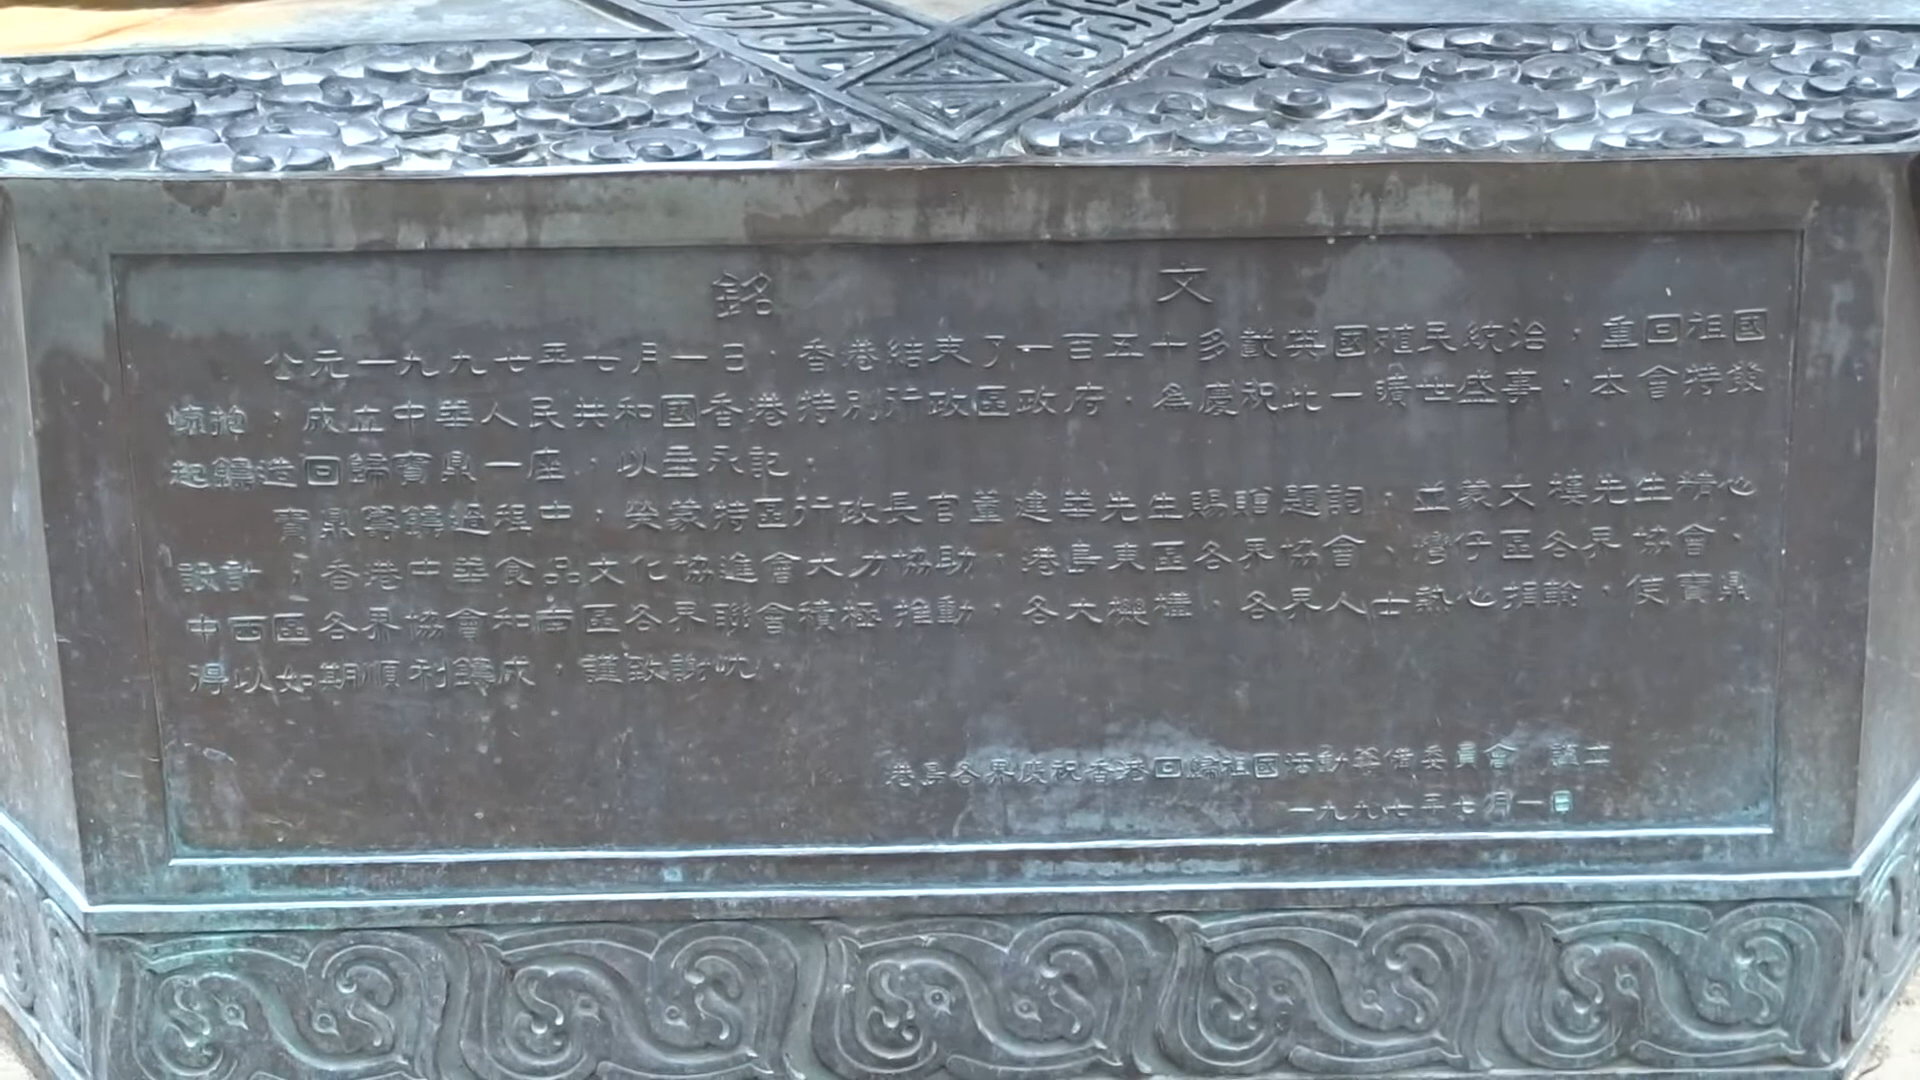 銘 文
公元一九九七年七月一日，香港結束了一百五十多載英國殖民統治，重回祖國
懷抱，成立中華人民共和國香港特別行政區政府，為慶祝此一曠世盛事，本會特發
起鑄造回歸寶鼎一座，以垂永記。
寶鼎籌鑄過程中，榮蒙特區行政長官董建華先生賜贈題詞，並蒙文樓先生精心
設計，香港中華食品文化協進會大力協助，港島東區各界協會、灣仔區各界協會、
中西區各界協會和南區各界聯會積極推動，各大機構、各界人士熱心捐輸，使寶鼎
得以如期順利鑄成，謹致謝忱。
港島各界慶祝香港回歸祖國活動籌備委員會 謹立
一九九七年七月一日